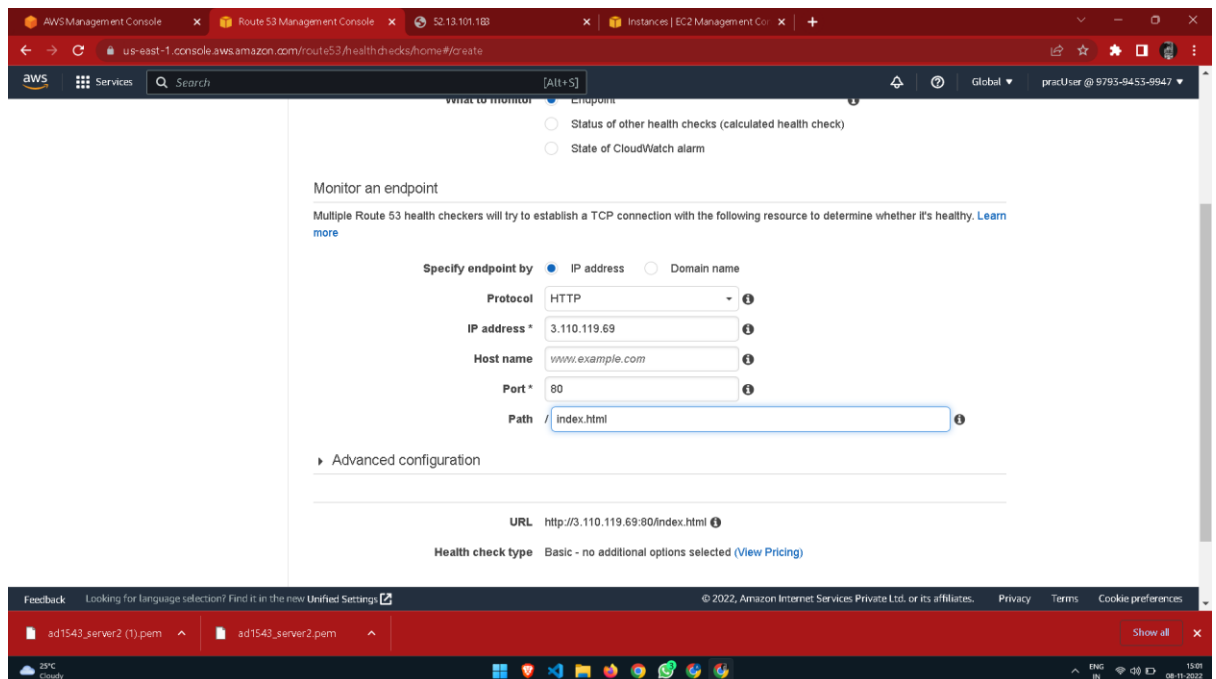 AWS Management Console
Route 53 Management Console
52.13.101.183
Instances | EC2 Management Con
us-east-1.console.aws.amazon.com/route53/healthchecks/home#/create
aws
Services
Search
[Alt+S]
Global
pracUser @ 9793-9453-9947
What to monitor Endpoint
Status of other health checks (calculated health check)
State of CloudWatch alarm
Monitor an endpoint
Multiple Route 53 health checkers will try to establish a TCP connection with the following resource to determine whether it's healthy. Learn
more
Specify endpoint by IP address Domain name
Protocol HTTP
IP address * 3.110.119.69
Host name www.example.com
Port * 80
Path / index.html
Advanced configuration
URL http://3.110.119.69:80/index.html
Health check type Basic - no additional options selected (View Pricing)
Feedback Looking for language selection? Find it in the new Unified Settings © 2022, Amazon Internet Services Private Ltd. or its affiliates. Privacy Terms Cookie preferences
ad1543_server2 (1).pem ad1543_server2.pem Show all
25°C
Cloudy
ENG
IN
15:01
08-11-2022